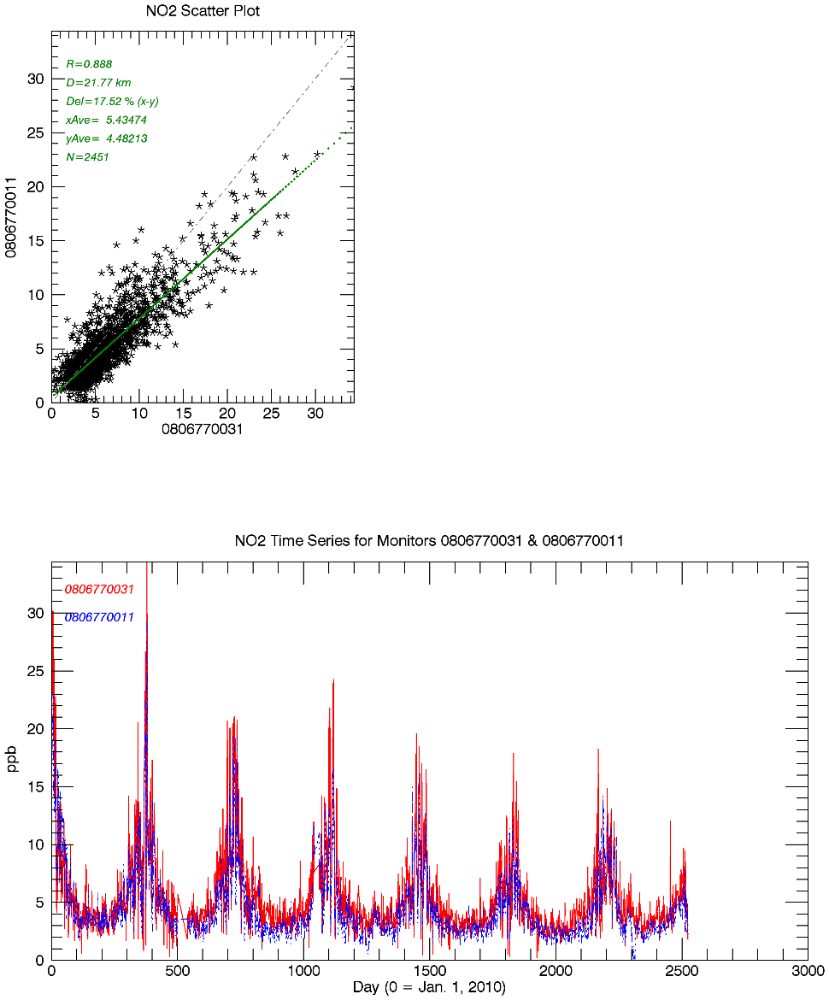 NO2 Scatter Plot
R=0.888
D=21.77 km
Del=17.52 % (x-y)
xAve= 5.43474
yAve= 4.48213
N=2451
30
25
20
15
10
5
0
0806770011
0 5 10 15 20 25 30
0806770031
NO2 Time Series for Monitors 0806770031 & 0806770011
0806770031
0806770011
30
25
20
15
10
5
0
ppb
0 500 1000 1500 2000 2500 3000
Day (0 = Jan. 1, 2010)